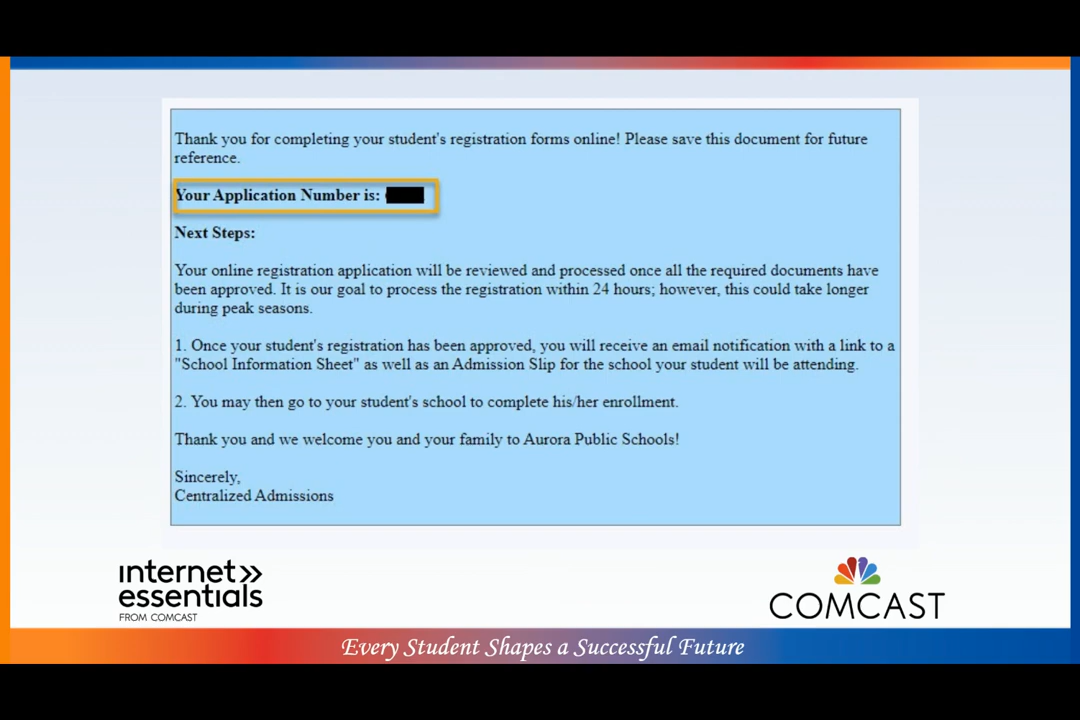 Thank you for completing your student's registration forms online! Please save this document for future
reference.
Your Application Number is:
Next Steps:
Your online registration application will be reviewed and processed once all the required documents have
been approved. It is our goal to process the registration within 24 hours; however, this could take longer
during peak seasons.
1. Once your student's registration has been approved, you will receive an email notification with a link to a
"School Information Sheet" as well as an Admission Slip for the school your student will be attending.
2. You may then go to your student's school to complete his/her enrollment.
Thank you and we welcome you and your family to Aurora Public Schools!
Sincerely,
Centralized Admissions
internet
essentials
FROM COMCAST
COMCAST
Every Student Shapes a Successful Future